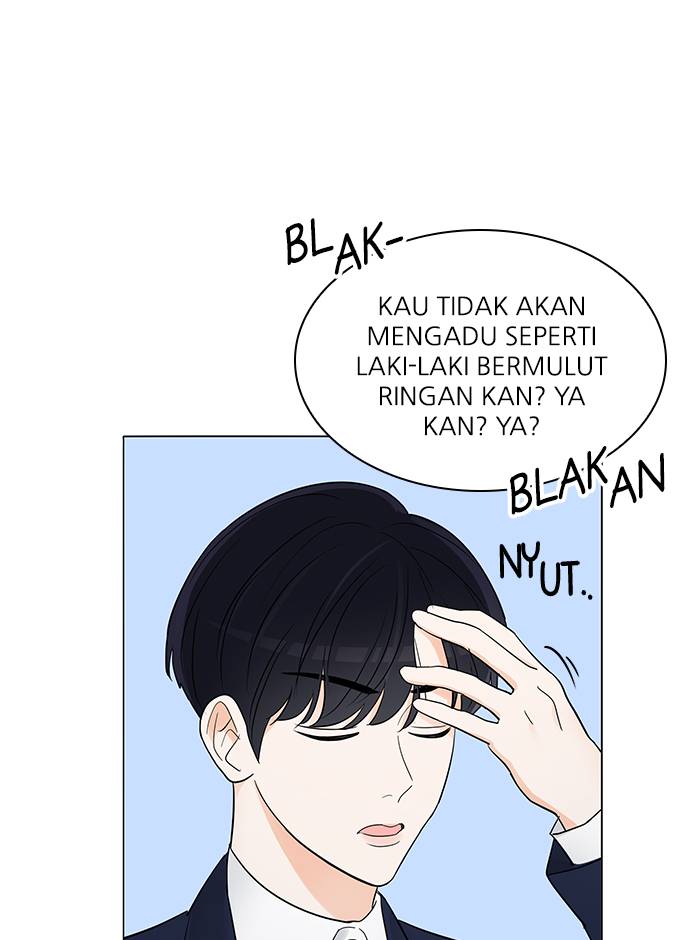 BLAK-
KAU TIDAK AKAN
MENGADU SEPERTI
LAKI-LAKI BERMULUT
RINGAN KAN? YA
KAN? YA?
BLAKAN
NYUT..